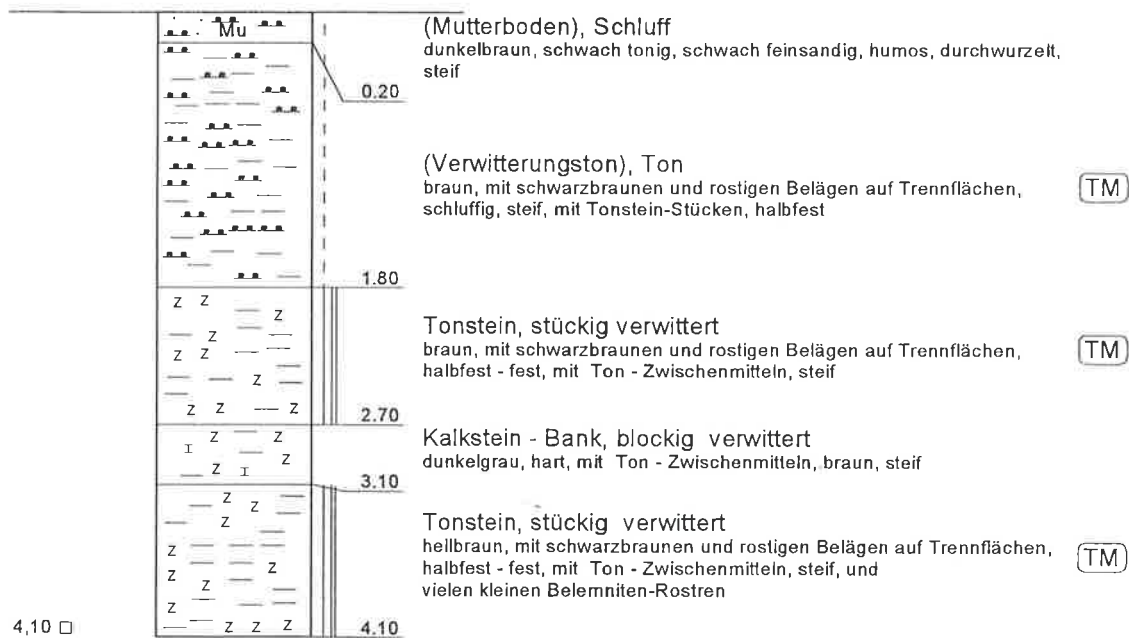 Mu
(Mutterboden), Schluff
dunkelbraun, schwach tonig, schwach feinsandig, humos, durchwurzelt,
steif
0.20
(Verwitterungston), Ton
braun, mit schwarzbraunen und rostigen Belägen auf Trennflächen,
schluffig, steif, mit Tonstein-Stücken, halbfest
TM
1.80
Z Z
Z
Z
Z Z
Z
Z Z Z
Tonstein, stückig verwittert
braun, mit schwarzbraunen und rostigen Belägen auf Trennflächen,
halbfest - fest, mit Ton - Zwischenmitteln, steif
TM
2.70
Z Z
I
Z
Z I
Kalkstein - Bank, blockig verwittert
dunkelgrau, hart, mit Ton - Zwischenmitteln, braun, steif
3.10
Z
Z
Z
Z
Z
Z
Z
Z
Z Z Z
Tonstein, stückig verwittert
hellbraun, mit schwarzbraunen und rostigen Belägen auf Trennflächen,
halbfest - fest, mit Ton - Zwischenmitteln, steif, und
vielen kleinen Belemniten-Rostren
TM
4,10
4.10